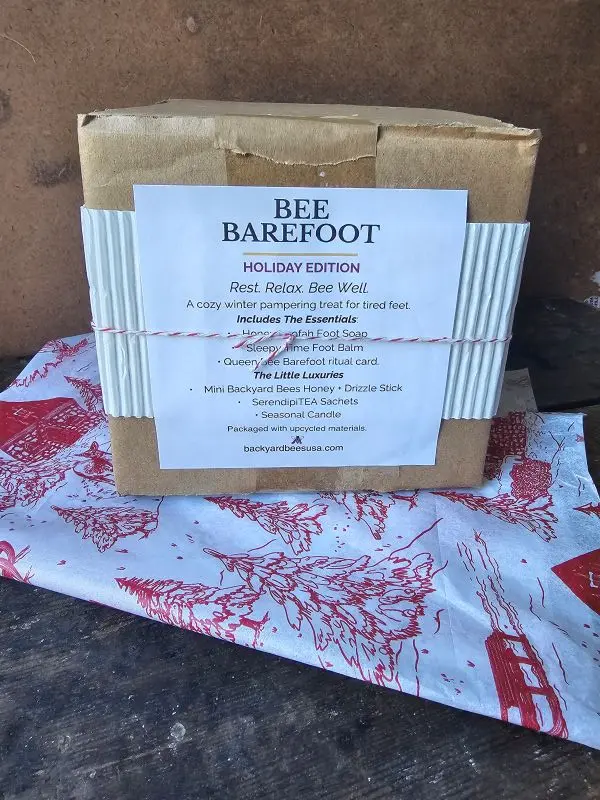 BEE
BAREFOOT
HOLIDAY EDITION
Rest. Relax. Bee Well.
A cozy winter pampering treat for tired feet.
Includes The Essentials:
• Foot Soap
• Sleepy Time Foot Balm
• Queen Bee Barefoot ritual card.
The Little Luxuries
• Mini Backyard Bees Honey + Drizzle Stick
• SerendipiTEA Sachets
• Seasonal Candle
Packaged with upcycled materials.
backyardbeesusa.com